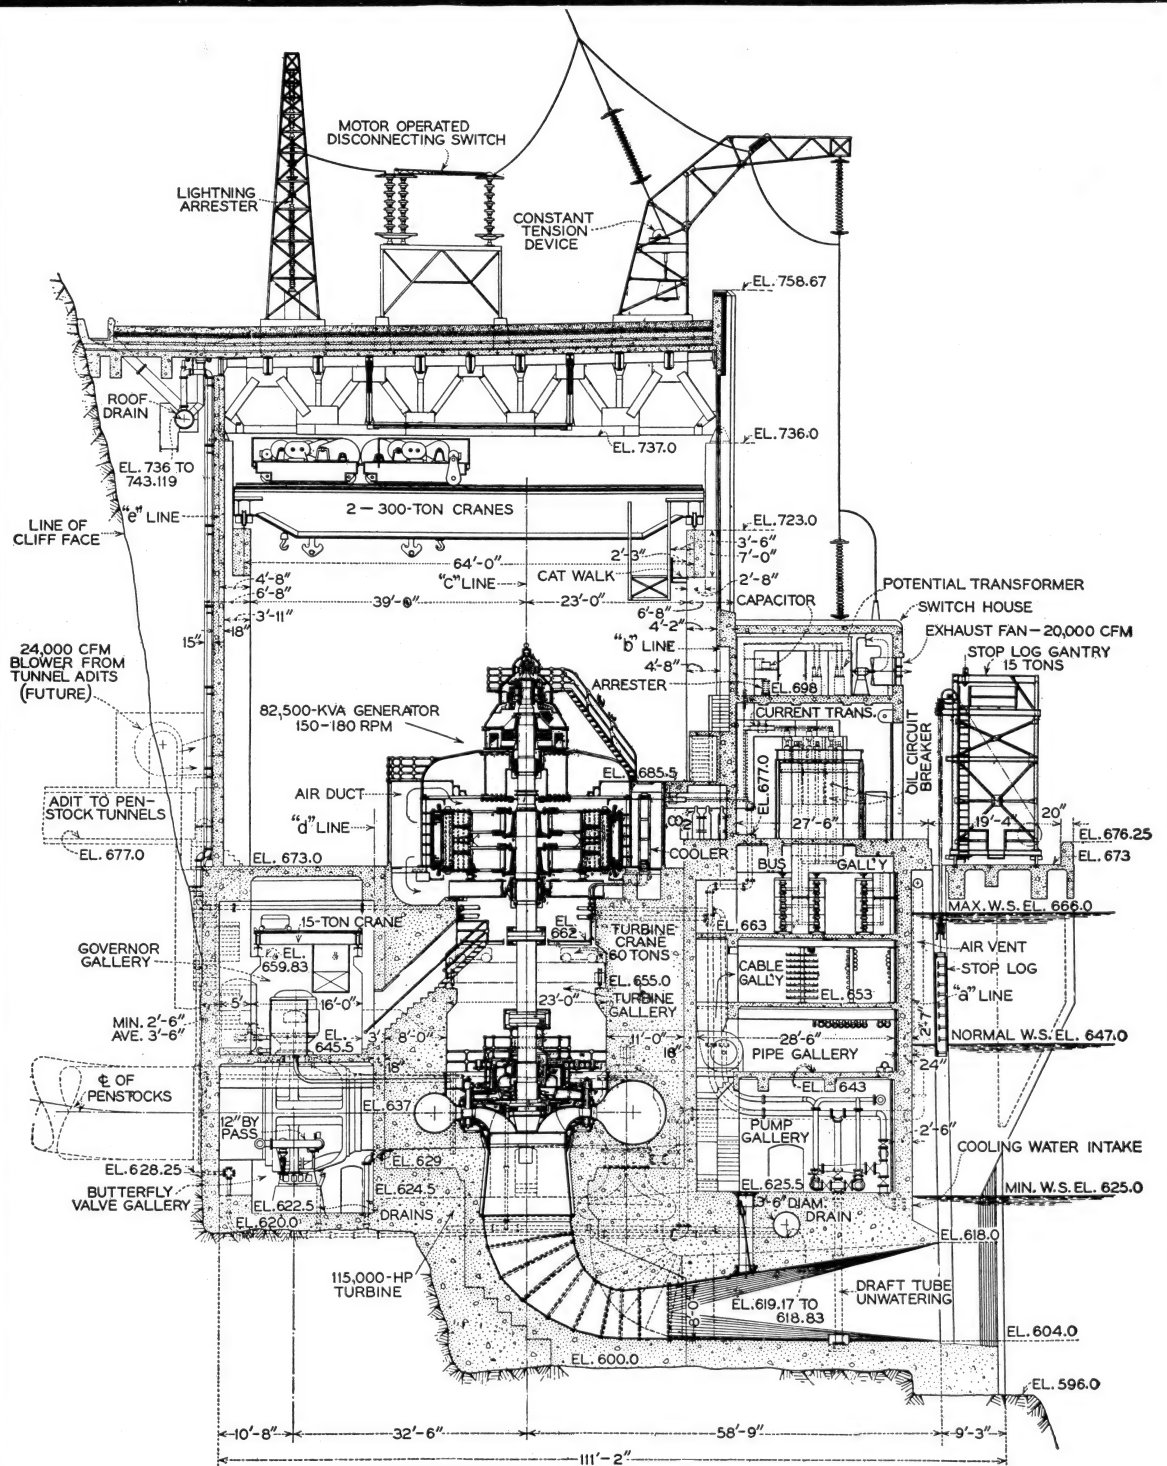 MOTOR OPERATED
DISCONNECTING SWITCH
LIGHTNING
ARRESTER
CONSTANT
TENSION
DEVICE
EL. 758.67
ROOF
DRAIN
EL. 736 TO
743.119
EL. 737.0
EL. 736.0
"e" LINE
LINE OF
CLIFF FACE
2 — 300-TON CRANES
EL. 723.0
3'-6"
7'-0"
2'-3"
64'-0"
"c" LINE
CAT WALK
2'-8"
4'-8"
6'-8"
3'-11"
18"
15"
23'-0"
6'-8"
4'-2"
"b" LINE
4'-8"
CAPACITOR
POTENTIAL TRANSFORMER
SWITCH HOUSE
EXHAUST FAN — 20,000 CFM
STOP LOG GANTRY
15 TONS
24,000 CFM
BLOWER FROM
TUNNEL ADITS
(FUTURE)
ARRESTER
EL. 698
82,500-KVA GENERATOR
150-180 RPM
CURRENT TRANS.
OIL CIRCUIT
BREAKER
EL. 685.5
EL. 677.0
AIR DUCT
ADIT TO PEN-
STOCK TUNNELS
"d" LINE
EL. 677.0
CO2
27'-6"
19'-4"
20"
EL. 676.25
EL. 673
EL. 673.0
COOLER
BUS
GALL'Y
MAX. W.S. EL. 666.0
15-TON CRANE
EL.
662
EL. 663
GOVERNOR
GALLERY
EL.
659.83
TURBINE
CRANE
60 TONS
CABLE
GALL'Y
AIR VENT
STOP LOG
EL. 655.0
EL. 653
"a" LINE
5'
16'-0"
23'-0"
TURBINE
GALLERY
2'-7"
MIN. 2'-6"
AVE. 3'-6"
EL.
645.5
3'
8'-0"
11'-0"
18"
28'-6"
PIPE GALLERY
NORMAL W.S. EL. 647.0
18"
24"
EL. 643
℄ OF
PENSTOCKS
EL. 637
12" BY
PASS
PUMP
GALLERY
2'-6"
COOLING WATER INTAKE
EL. 628.25
EL. 629
BUTTERFLY
VALVE GALLERY
EL. 622.5
EL. 624.5
EL. 625.5
MIN. W.S. EL. 625.0
DRAINS
3'-6" DIAM.
DRAIN
EL. 620.0
EL. 618.0
115,000-HP
TURBINE
8'-0"
EL. 619.17 TO
618.83
DRAFT TUBE
UNWATERING
EL. 604.0
EL. 600.0
EL. 596.0
10'-8"
32'-6"
58'-9"
9'-3"
111'-2"